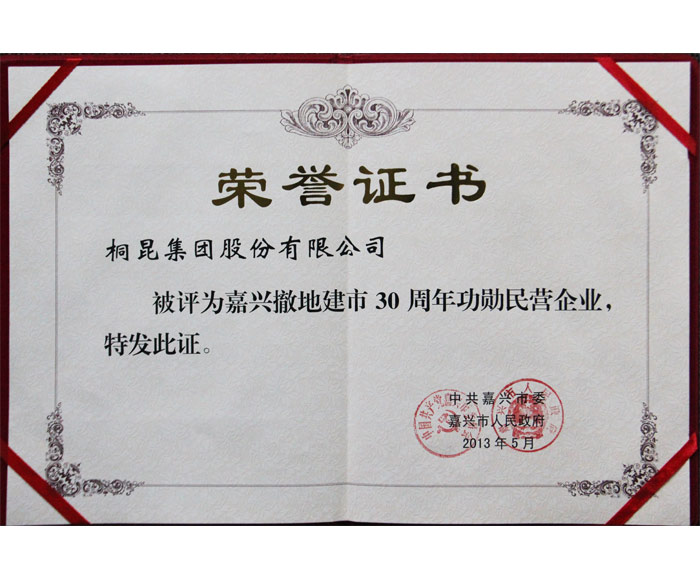 荣誉证书
桐昆集团股份有限公司
被评为嘉兴撤地建市 30 周年功勋民营企业，
特发此证。
中共嘉兴市委
嘉兴市人民政府
2013 年 5 月